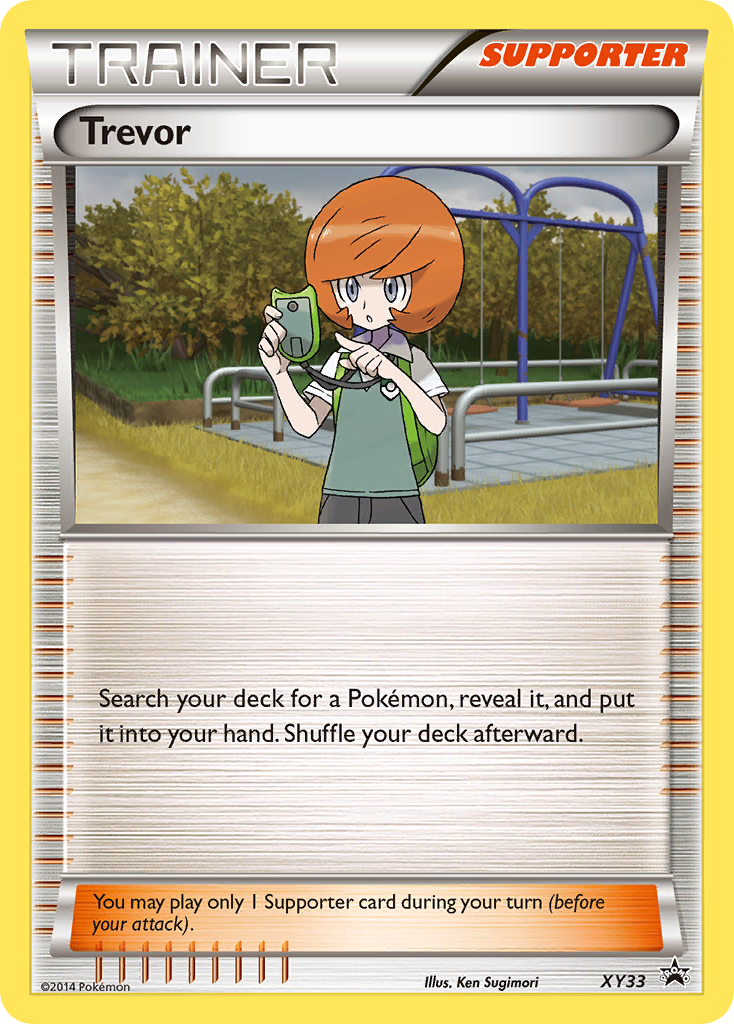 TRAINER SUPPORTER
Trevor
Search your deck for a Pokémon, reveal it, and put
it into your hand. Shuffle your deck afterward.
You may play only 1 Supporter card during your turn (before
your attack).
©2014 Pokémon Illus. Ken Sugimori XY33 PROMO